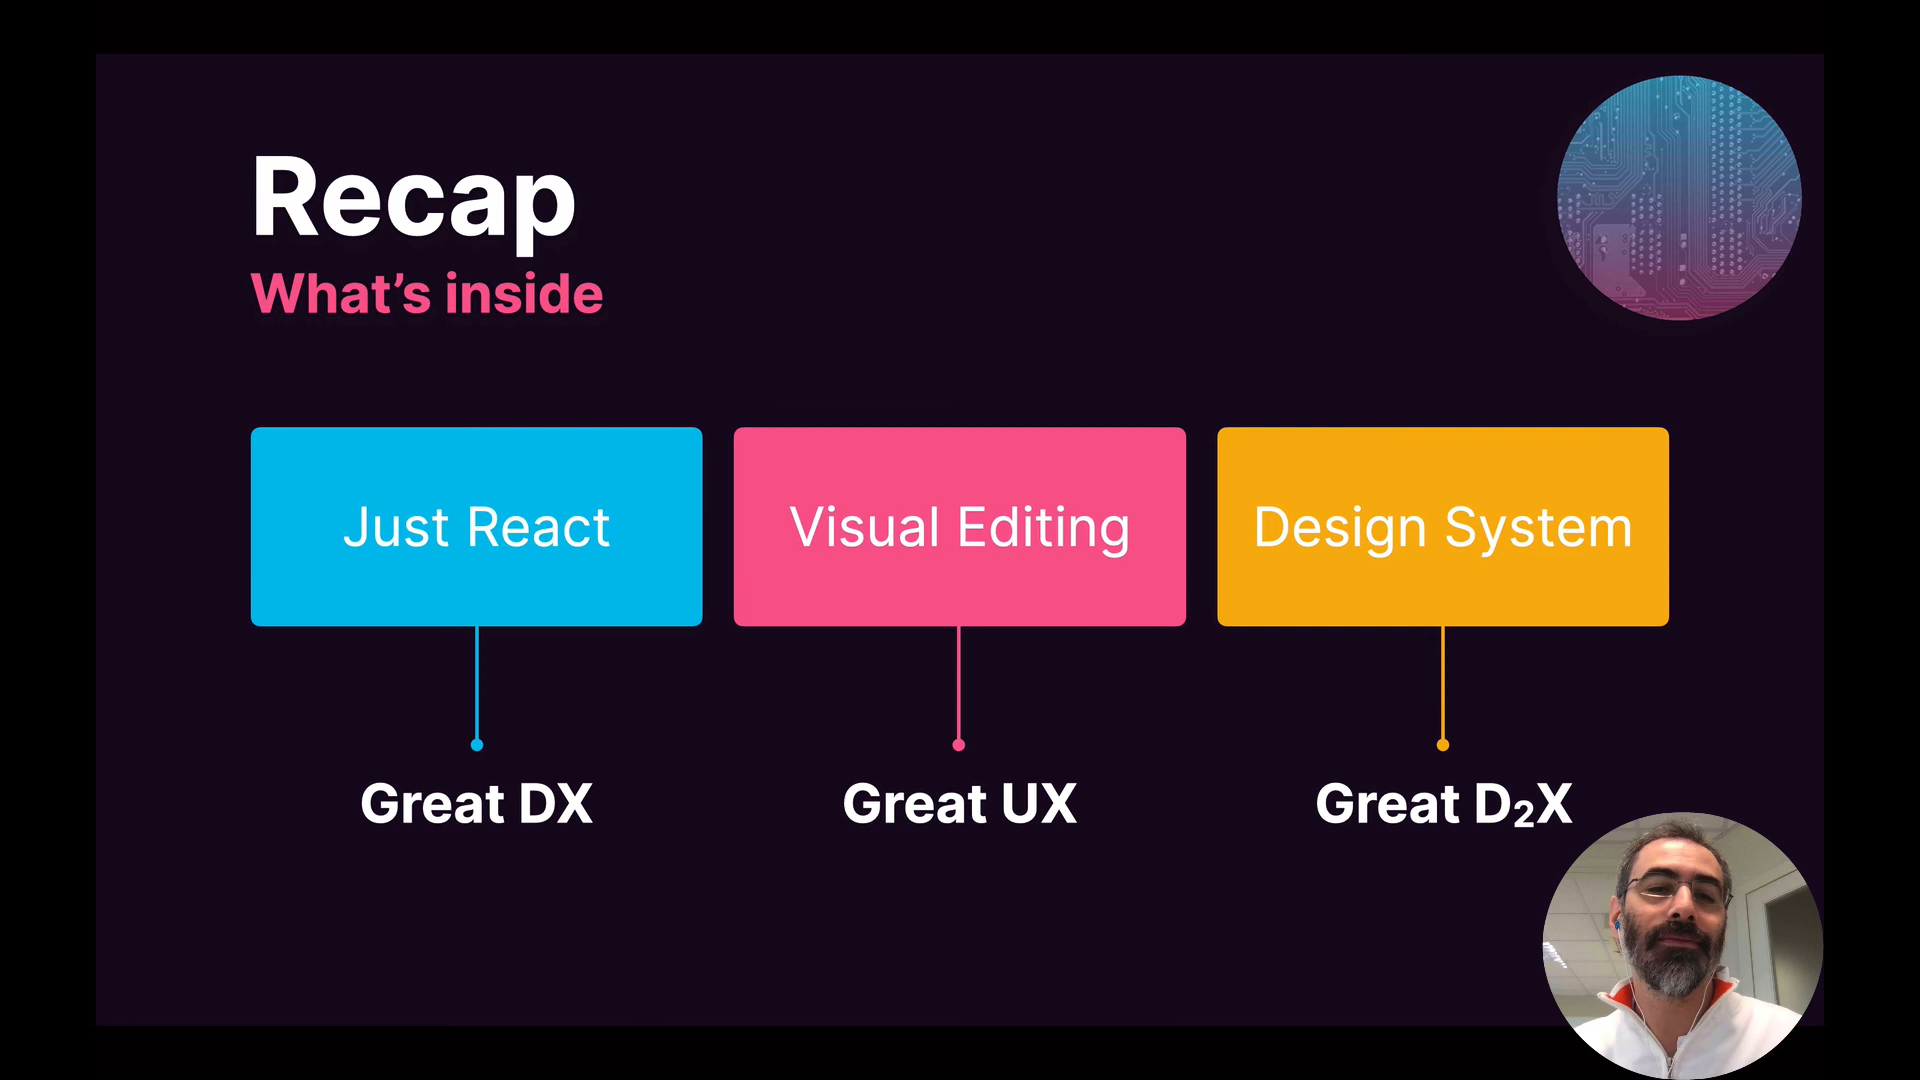 Recap
What’s inside
Just React
Visual Editing
Design System
Great DX
Great UX
Great D₂X